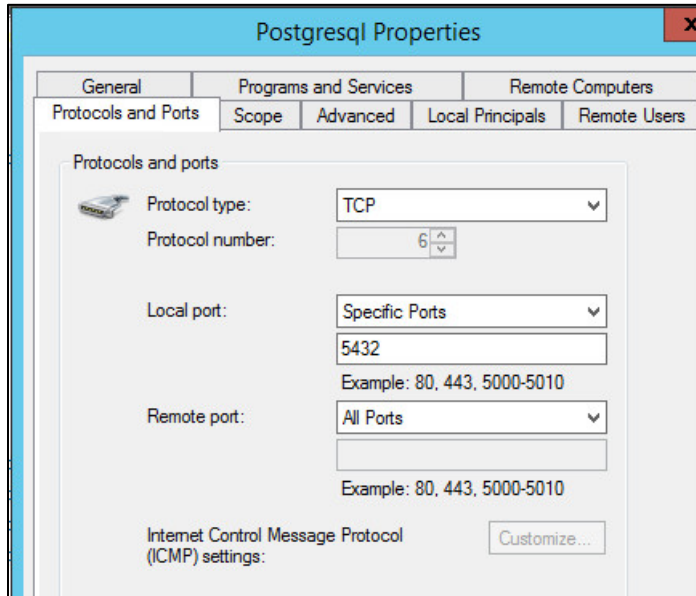 Postgresql Properties
x
General Programs and Services Remote Computers
Protocols and Ports Scope Advanced Local Principals Remote Users
Protocols and ports
Protocol type: TCP
Protocol number: 6
Local port: Specific Ports
5432
Example: 80, 443, 5000-5010
Remote port: All Ports
Example: 80, 443, 5000-5010
Internet Control Message Protocol Customize...
(ICMP) settings: